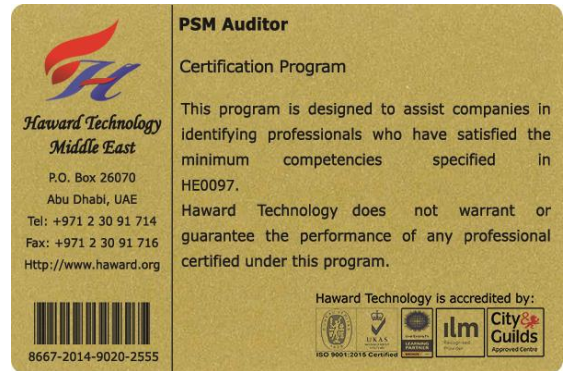 Haward Technology
Middle East
P.O. Box 26070
Abu Dhabi, UAE
Tel: +971 2 30 91 714
Fax: +971 2 30 91 716
Http://www.haward.org
8667-2014-9020-2555
PSM Auditor
Certification Program
This program is designed to assist companies in
identifying professionals who have satisfied the
minimum competencies specified in
HE0097.
Haward Technology does not warrant or
guarantee the performance of any professional
certified under this program.
Haward Technology is accredited by:
UKAS
ISO 9001:2015 Certified
LEARNING
PARTNER
ilm
City&
Guilds
Approved Centre